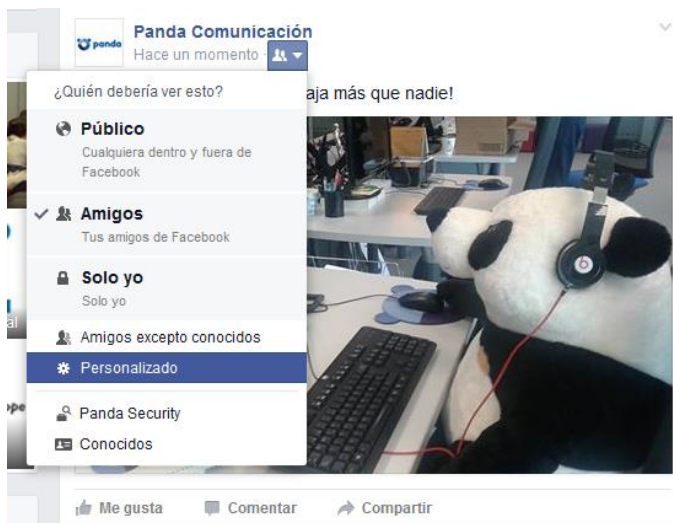 Panda Comunicación
panda
Hace un momento ·
¿Quién debería ver esto?
aja más que nadie!
Público
Cualquiera dentro y fuera de
Facebook
Amigos
Tus amigos de Facebook
Solo yo
Solo yo
al
Amigos excepto conocidos
Personalizado
ope
Panda Security
Conocidos
Me gusta
Comentar
Compartir